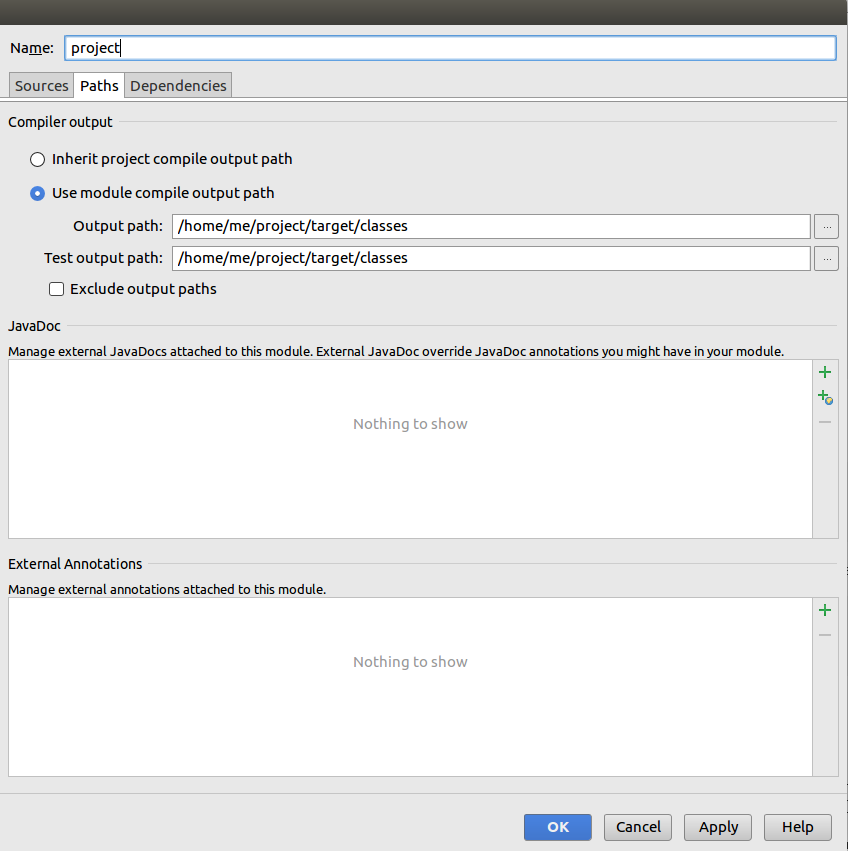 Name: project
Sources Paths Dependencies
Compiler output
Inherit project compile output path
Use module compile output path
Output path: /home/me/project/target/classes ...
Test output path: /home/me/project/target/classes ...
Exclude output paths
JavaDoc
Manage external JavaDocs attached to this module. External JavaDoc override JavaDoc annotations you might have in your module.
Nothing to show
External Annotations
Manage external annotations attached to this module.
Nothing to show
OK Cancel Apply Help